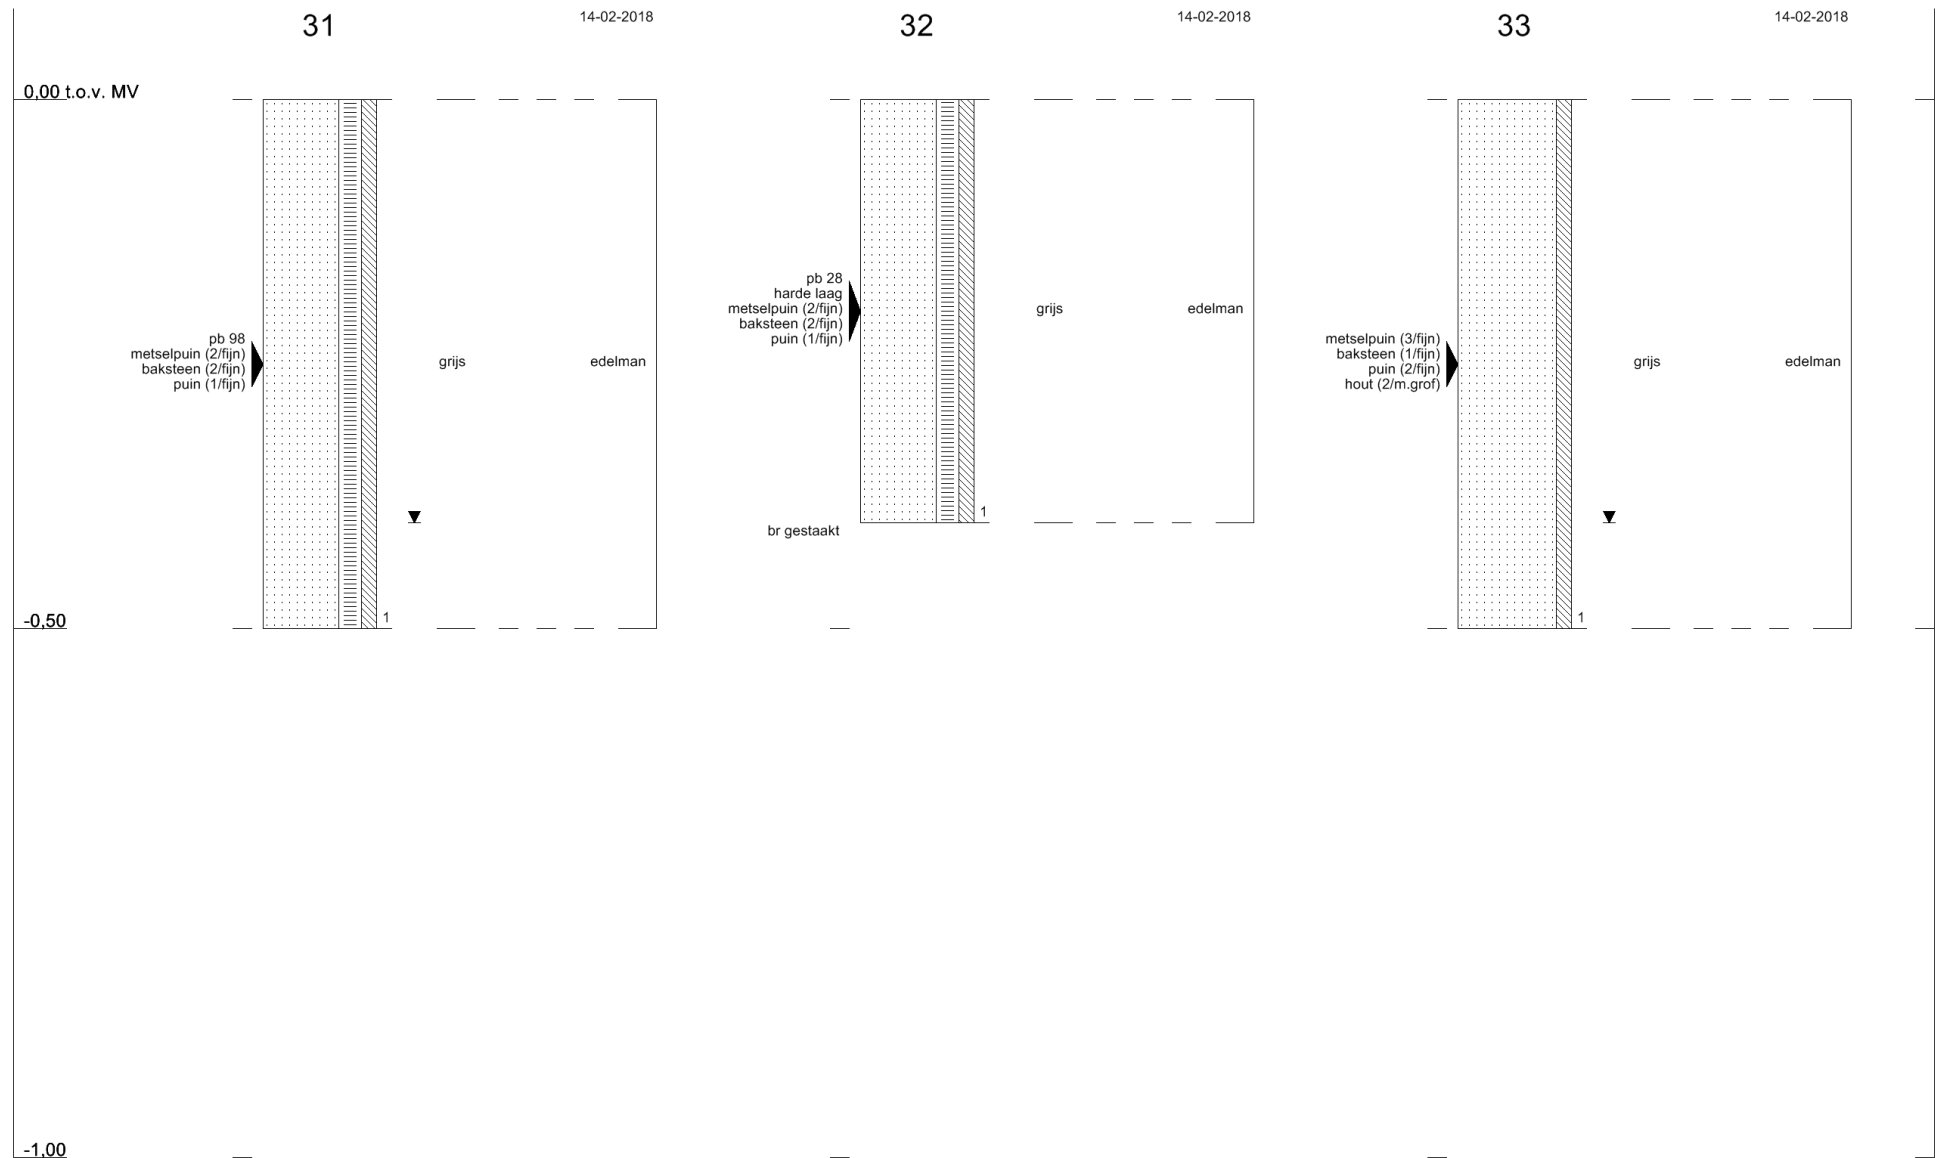 31
14-02-2018
32
14-02-2018
33
14-02-2018
0,00 t.o.v. MV
pb 98
metselpuin (2/fijn)
baksteen (2/fijn)
puin (1/fijn)
grijs
edelman
1
pb 28
harde laag
metselpuin (2/fijn)
baksteen (2/fijn)
puin (1/fijn)
grijs
edelman
1
br gestaakt
metselpuin (3/fijn)
baksteen (1/fijn)
puin (2/fijn)
hout (2/m.grof)
grijs
edelman
1
-0,50
-1,00